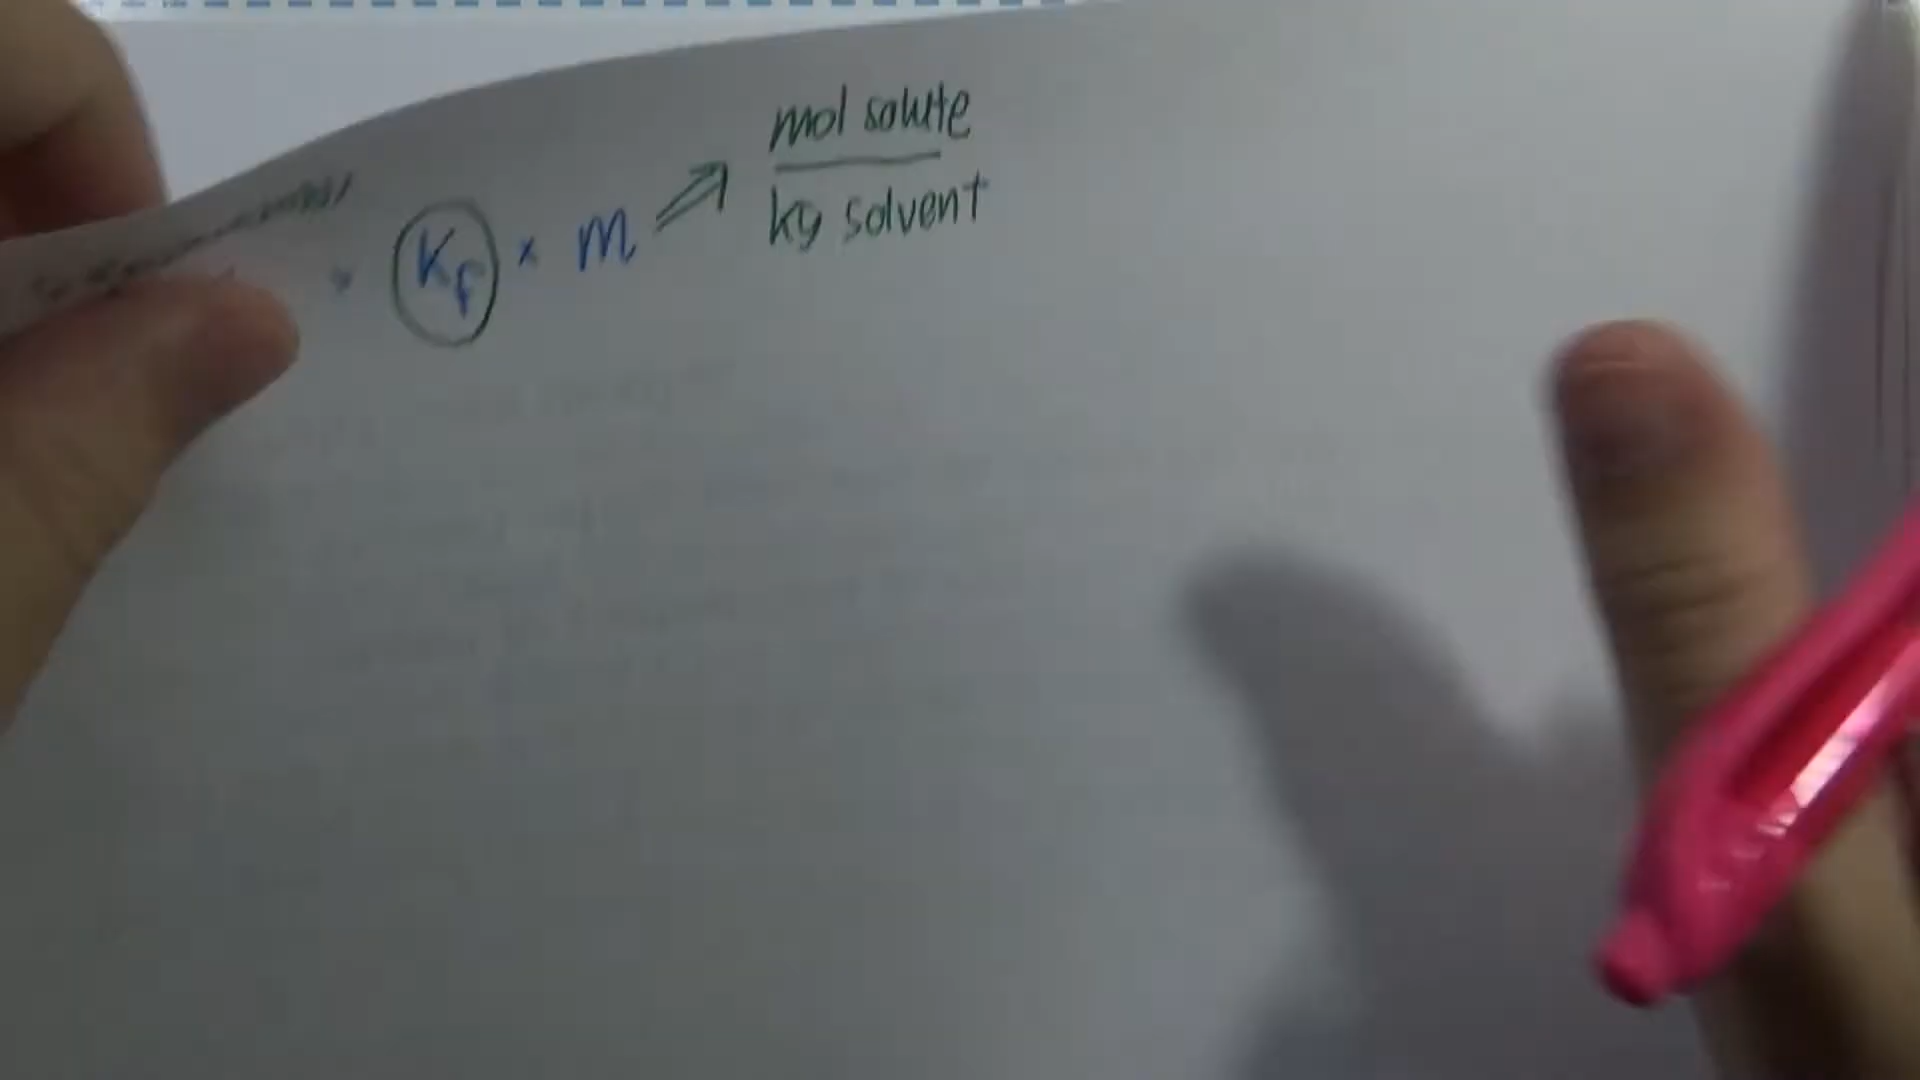 mol solute
Kf × m ⇒
kg solvent